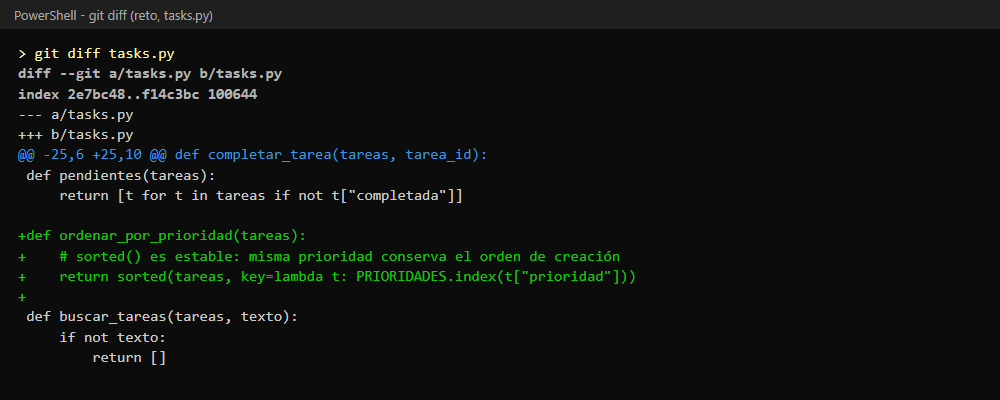 PowerShell - git diff (reto, tasks.py)
> git diff tasks.py
diff --git a/tasks.py b/tasks.py
index 2e7bc48..f14c3bc 100644
--- a/tasks.py
+++ b/tasks.py
@@ -25,6 +25,10 @@ def completar_tarea(tareas, tarea_id):
 def pendientes(tareas):
     return [t for t in tareas if not t["completada"]]

+def ordenar_por_prioridad(tareas):
+    # sorted() es estable: misma prioridad conserva el orden de creación
+    return sorted(tareas, key=lambda t: PRIORIDADES.index(t["prioridad"]))
+
 def buscar_tareas(tareas, texto):
     if not texto:
         return []